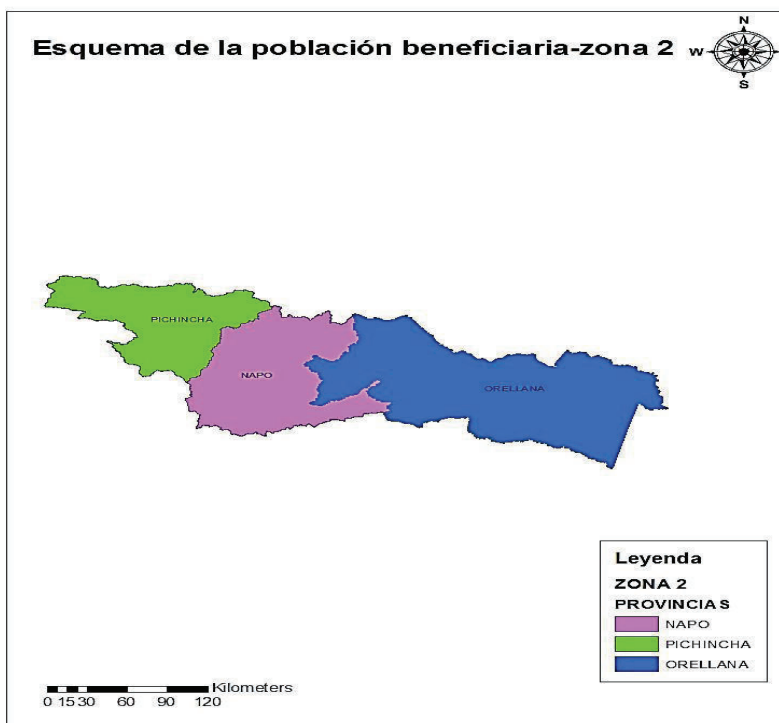 N
Esquema de la población beneficiaria-zona 2
W
S
PICHINCHA
NAPO
ORELLANA
Leyenda
ZONA 2
PROVINCIAS
NAPO
PICHINCHA
ORELLANA
Kilometers
0 15 30 60 90 120